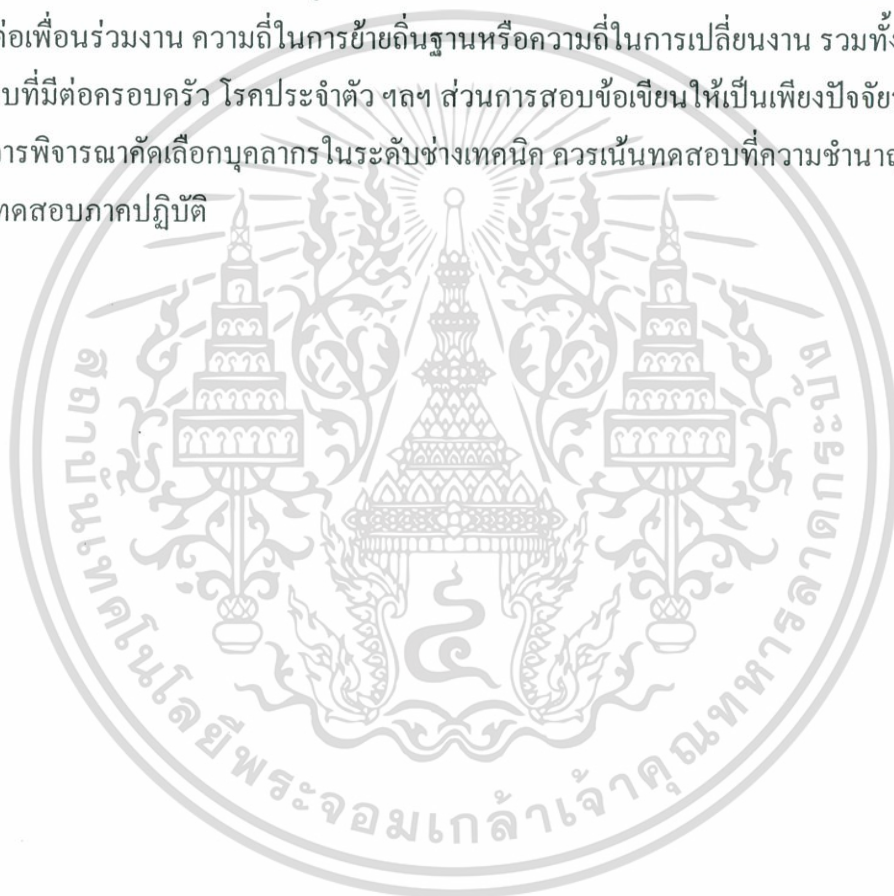 ต่อเพื่อนร่วมงาน ความถี่ในการย้ายถิ่นฐานหรือความถี่ในการเปลี่ยนงาน รวมทั้ง
บที่มีต่อครอบครัว โรคประจำตัว ฯลฯ ส่วนการสอบข้อเขียนให้เป็นเพียงปัจจัย
การพิจารณาคัดเลือกบุคลากรในระดับช่างเทคนิค ควรเน้นทดสอบที่ความชำนาญ
ทดสอบภาคปฏิบัติ
สถาบันเทคโนโลยีพระจอมเกล้าเจ้าคุณทหารลาดกระบัง